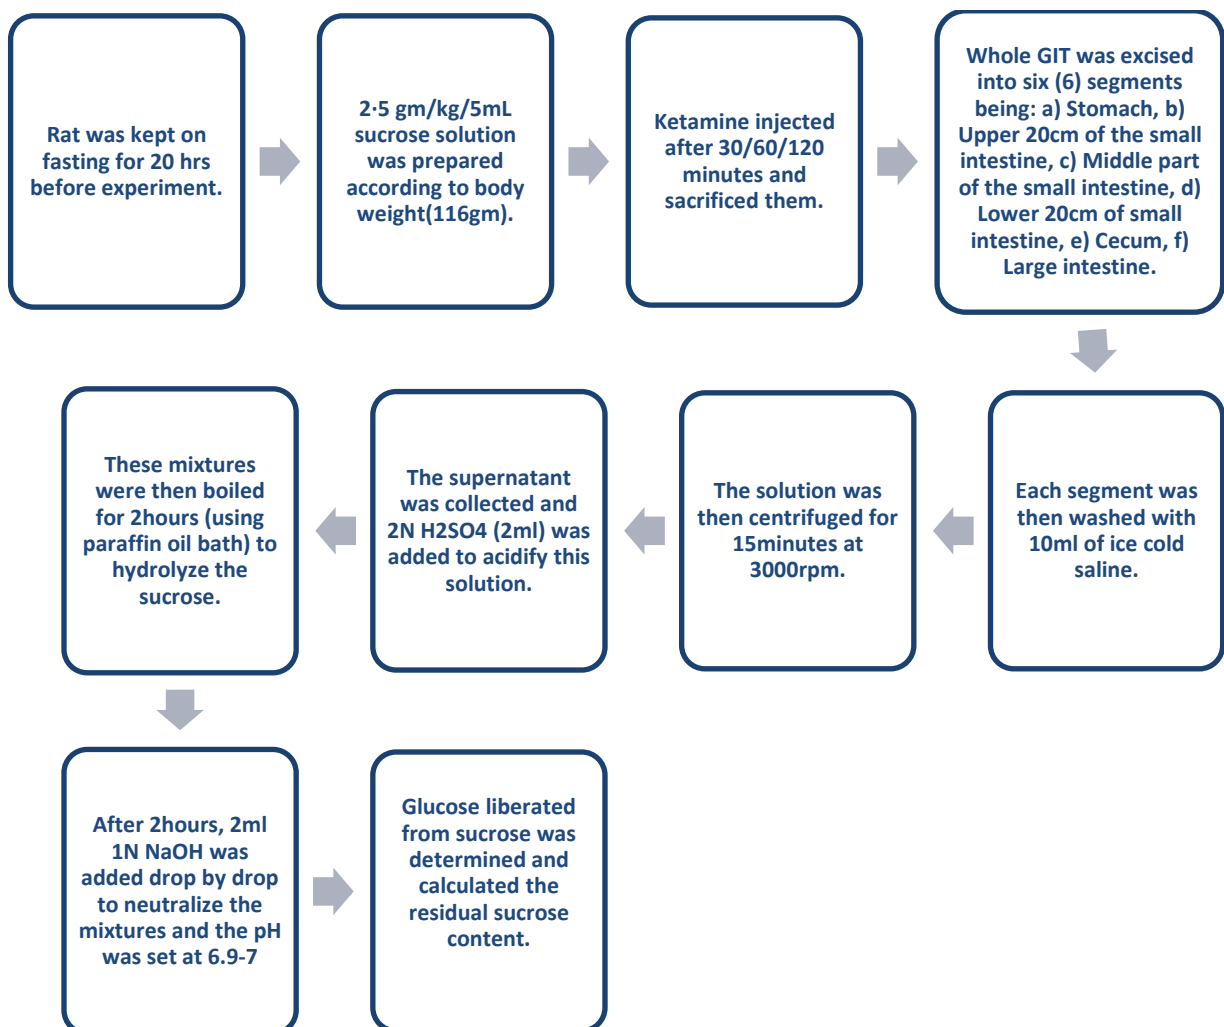 Rat was kept on
fasting for 20 hrs
before experiment.
2·5 gm/kg/5mL
sucrose solution
was prepared
according to body
weight(116gm).
Ketamine injected
after 30/60/120
minutes and
sacrificed them.
Whole GIT was excised
into six (6) segments
being: a) Stomach, b)
Upper 20cm of the small
intestine, c) Middle part
of the small intestine, d)
Lower 20cm of small
intestine, e) Cecum, f)
Large intestine.
Each segment was
then washed with
10ml of ice cold
saline.
The solution was
then centrifuged for
15minutes at
3000rpm.
The supernatant
was collected and
2N H2SO4 (2ml) was
added to acidify this
solution.
These mixtures
were then boiled
for 2hours (using
paraffin oil bath) to
hydrolyze the
sucrose.
After 2hours, 2ml
1N NaOH was
added drop by drop
to neutralize the
mixtures and the pH
was set at 6.9-7
Glucose liberated
from sucrose was
determined and
calculated the
residual sucrose
content.